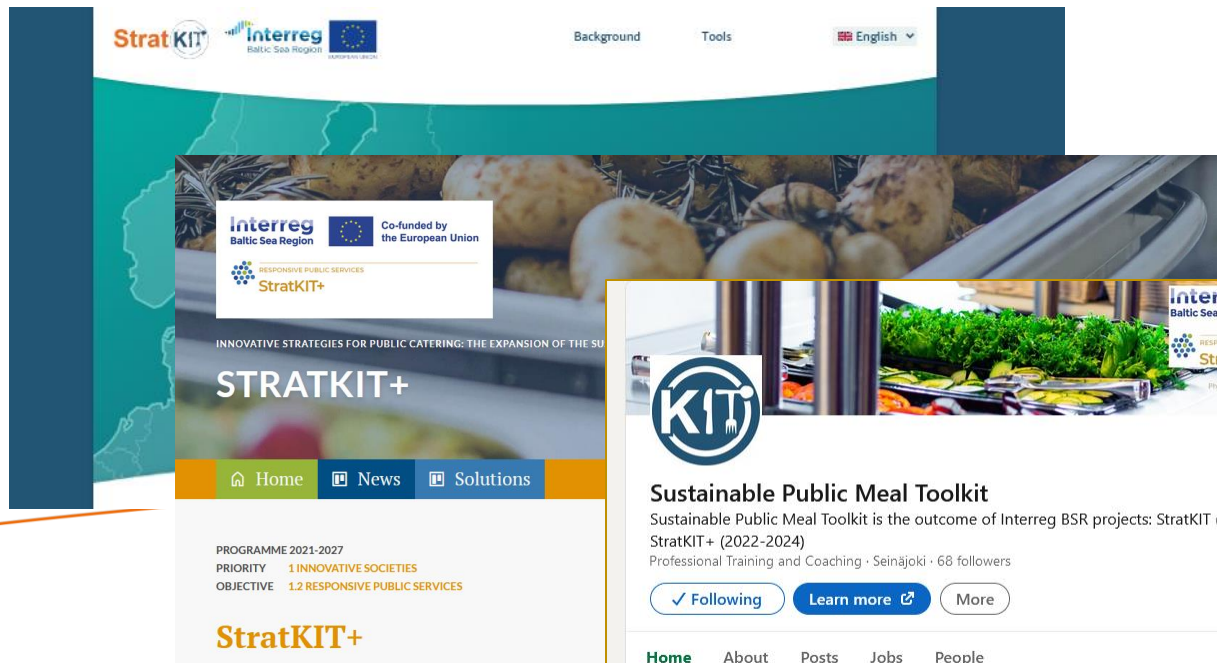 StratKIT
Interreg
Baltic Sea Region
EUROPEAN UNION
Background
Tools
English
Interreg
Baltic Sea Region
Co-funded by
the European Union
RESPONSIVE PUBLIC SERVICES
StratKIT+
INNOVATIVE STRATEGIES FOR PUBLIC CATERING: THE EXPANSION OF THE SU
STRATKIT+
Home
News
Solutions
PROGRAMME 2021-2027
PRIORITY 1 INNOVATIVE SOCIETIES
OBJECTIVE 1.2 RESPONSIVE PUBLIC SERVICES
StratKIT+
Inter
Baltic Sea
RESP
Str
KIT
Sustainable Public Meal Toolkit
Sustainable Public Meal Toolkit is the outcome of Interreg BSR projects: StratKIT
StratKIT+ (2022-2024)
Professional Training and Coaching · Seinäjoki · 68 followers
Following
Learn more
More
Home
About
Posts
Jobs
People